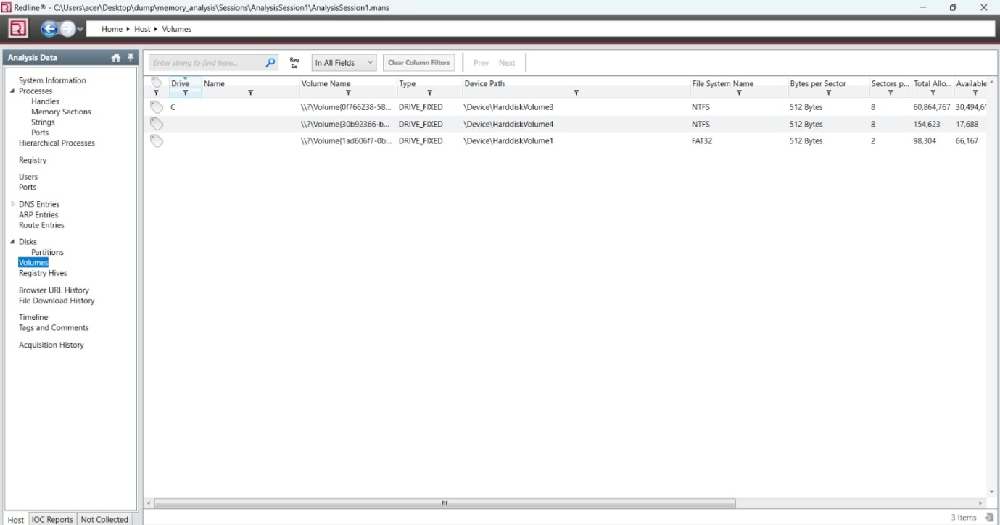 Redline® - C:\Users\acer\Desktop\dump\memory_analysis\Sessions\AnalysisSession1\AnalysisSession1.mans
Home Host Volumes
Analysis Data
System Information
Processes
Handles
Memory Sections
Strings
Ports
Hierarchical Processes
Registry
Users
Ports
DNS Entries
ARP Entries
Route Entries
Disks
Partitions
Volumes
Registry Hives
Browser URL History
File Download History
Timeline
Tags and Comments
Acquisition History
Host IOC Reports Not Collected
Enter string to find here... Reg Ex In All Fields Clear Column Filters Prev Next
Drive Name Volume Name Type Device Path File System Name Bytes per Sector Sectors p... Total Allo... Available
C \\?\Volume{0f766238-58... DRIVE_FIXED \Device\HarddiskVolume3 NTFS 512 Bytes 8 60,864,767 30,494,6
\\?\Volume{30b92366-b... DRIVE_FIXED \Device\HarddiskVolume4 NTFS 512 Bytes 8 154,623 17,688
\\?\Volume{1ad606f7-0b... DRIVE_FIXED \Device\HarddiskVolume1 FAT32 512 Bytes 2 98,304 66,167
3 Items